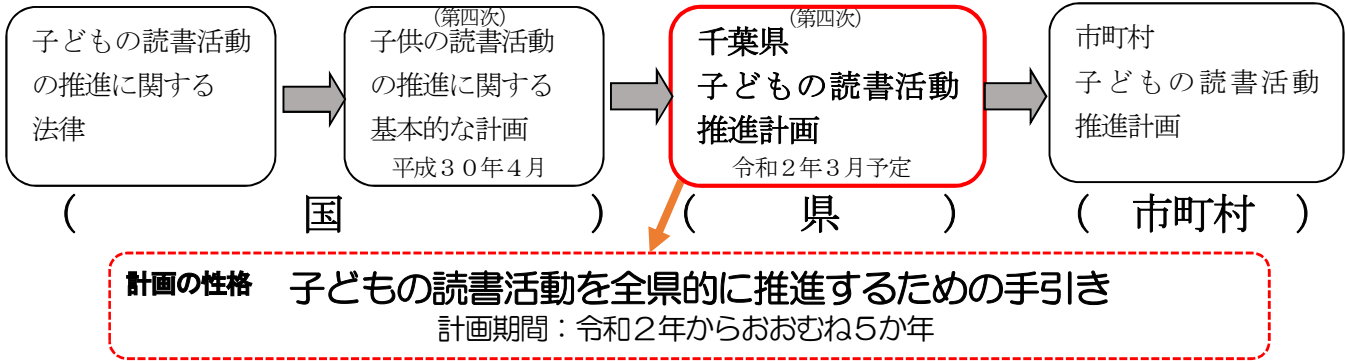 子どもの読書活動
の推進に関する
法律
(第四次)
子供の読書活動
の推進に関する
基本的な計画
平成３０年４月
(第四次)
千葉県
子どもの読書活動
推進計画
令和２年３月予定
市町村
子どもの読書活動
推進計画
( 国 ) ( 県 ) ( 市町村 )
計画の性格 子どもの読書活動を全県的に推進するための手引き
計画期間：令和２年からおおむね５か年